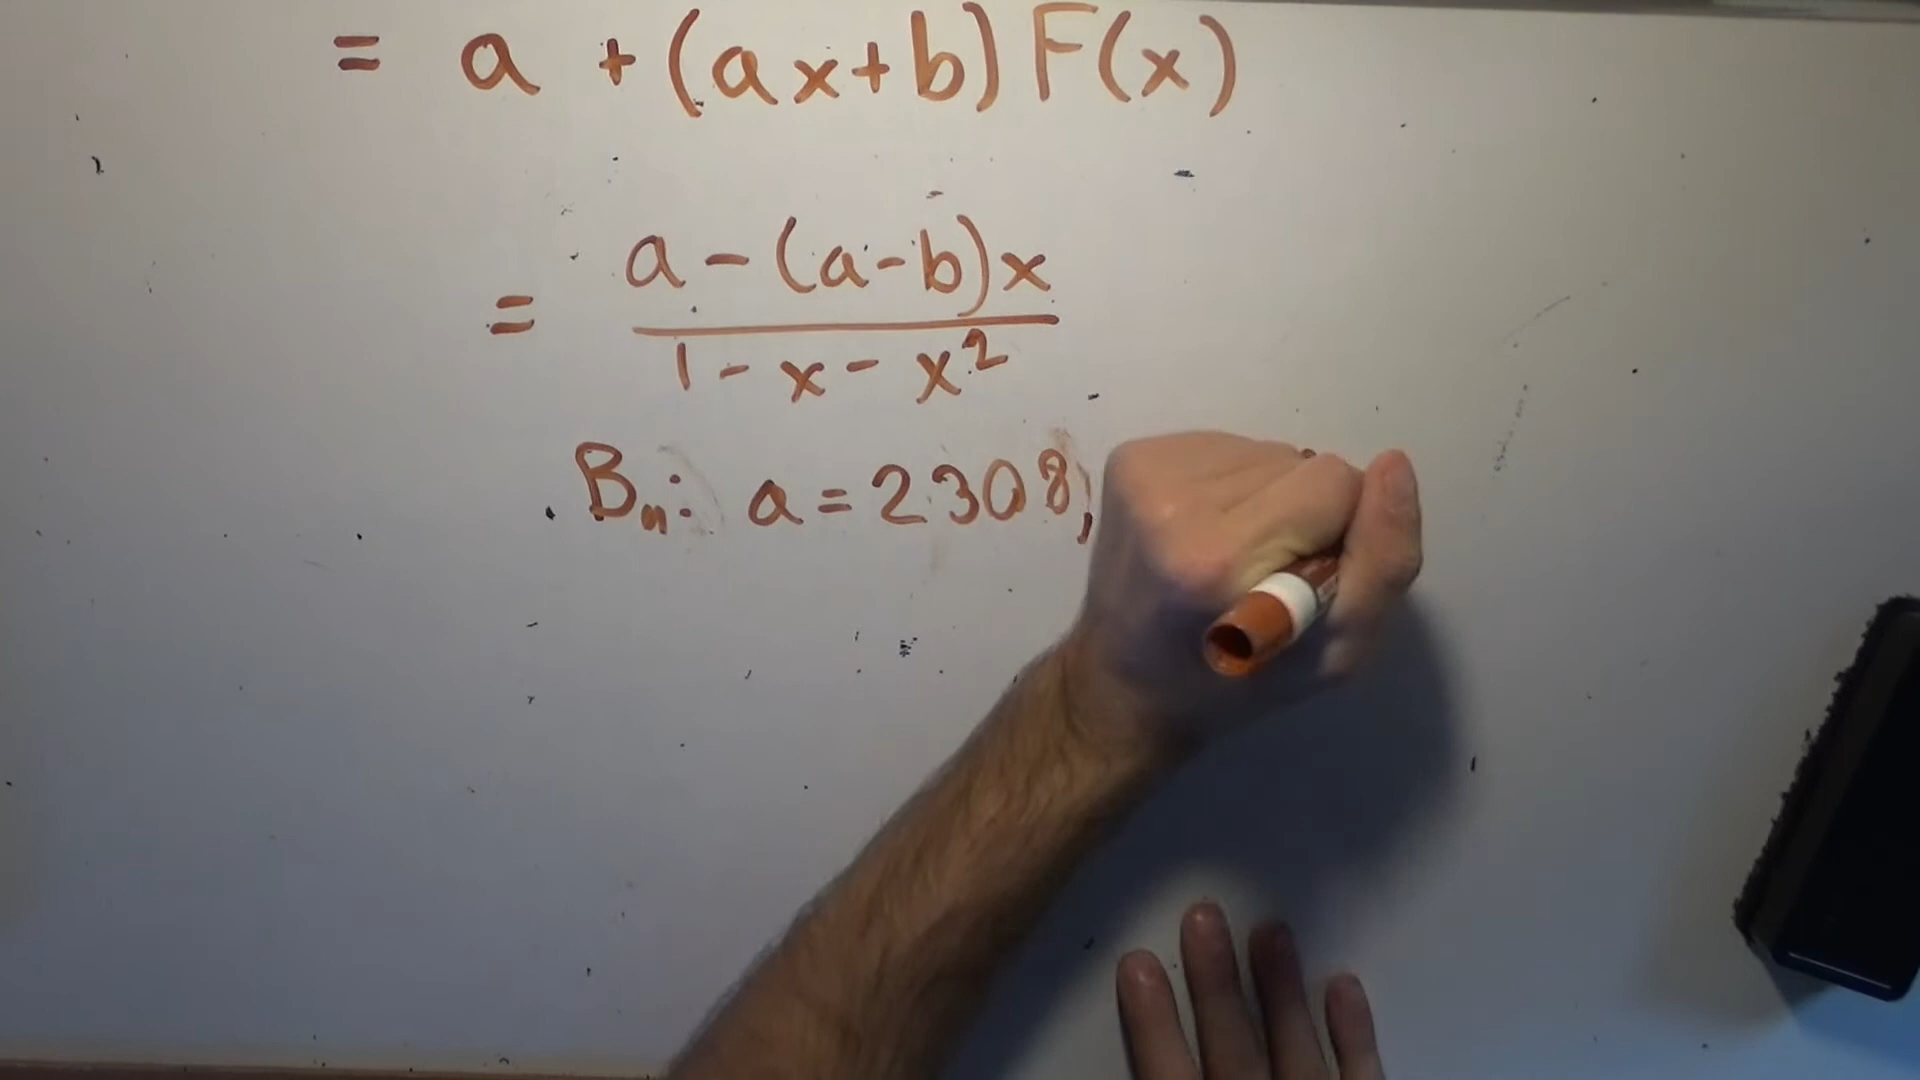 = a + (ax+b) F(x)
= a - (a-b)x
1 - x - x²
Bn: a = 2308,